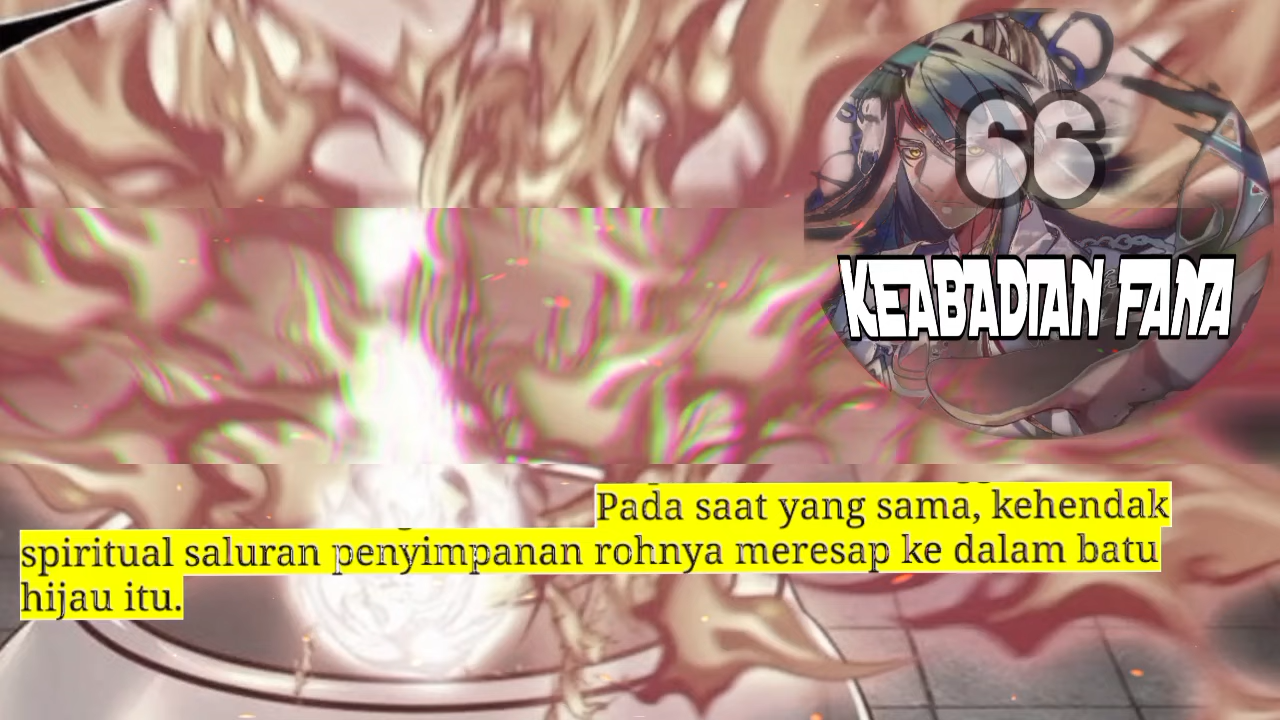 66
KEABADIAN FANA
Pada saat yang sama, kehendak
spiritual saluran penyimpanan rohnya meresap ke dalam batu
hijau itu.